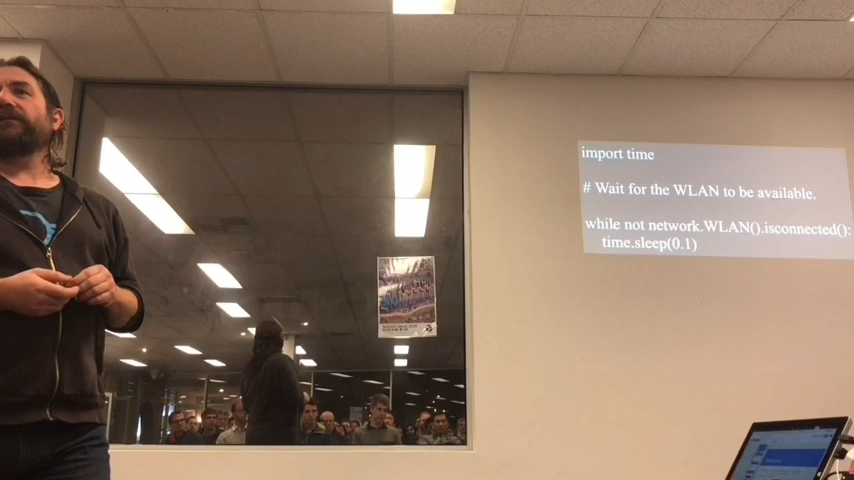 import time
# Wait for the WLAN to be available.
while not network.WLAN().isconnected():
time.sleep(0.1)